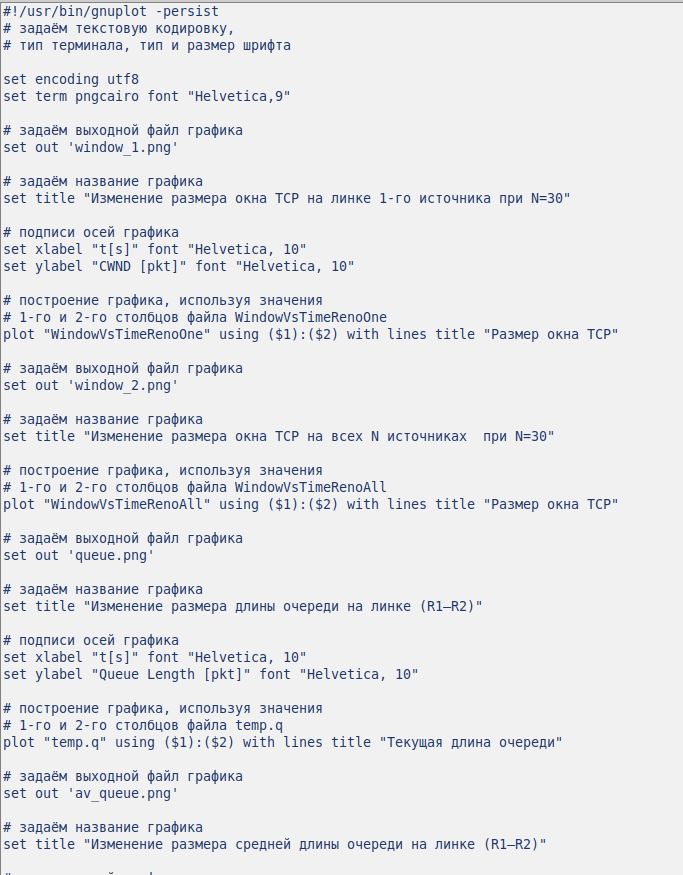 #!/usr/bin/gnuplot -persist
# задаём текстовую кодировку,
# тип терминала, тип и размер шрифта
set encoding utf8
set term pngcairo font "Helvetica,9"
# задаём выходной файл графика
set out 'window_1.png'
# задаём название графика
set title "Изменение размера окна TCP на линке 1-го источника при N=30"
# подписи осей графика
set xlabel "t[s]" font "Helvetica, 10"
set ylabel "CWND [pkt]" font "Helvetica, 10"
# построение графика, используя значения
# 1-го и 2-го столбцов файла WindowVsTimeRenoOne
plot "WindowVsTimeRenoOne" using ($1):($2) with lines title "Размер окна TCP"
# задаём выходной файл графика
set out 'window_2.png'
# задаём название графика
set title "Изменение размера окна TCP на всех N источниках  при N=30"
# построение графика, используя значения
# 1-го и 2-го столбцов файла WindowVsTimeRenoAll
plot "WindowVsTimeRenoAll" using ($1):($2) with lines title "Размер окна TCP"
# задаём выходной файл графика
set out 'queue.png'
# задаём название графика
set title "Изменение размера длины очереди на линке (R1–R2)"
# подписи осей графика
set xlabel "t[s]" font "Helvetica, 10"
set ylabel "Queue Length [pkt]" font "Helvetica, 10"
# построение графика, используя значения
# 1-го и 2-го столбцов файла temp.q
plot "temp.q" using ($1):($2) with lines title "Текущая длина очереди"
# задаём выходной файл графика
set out 'av_queue.png'
# задаём название графика
set title "Изменение размера средней длины очереди на линке (R1–R2)"